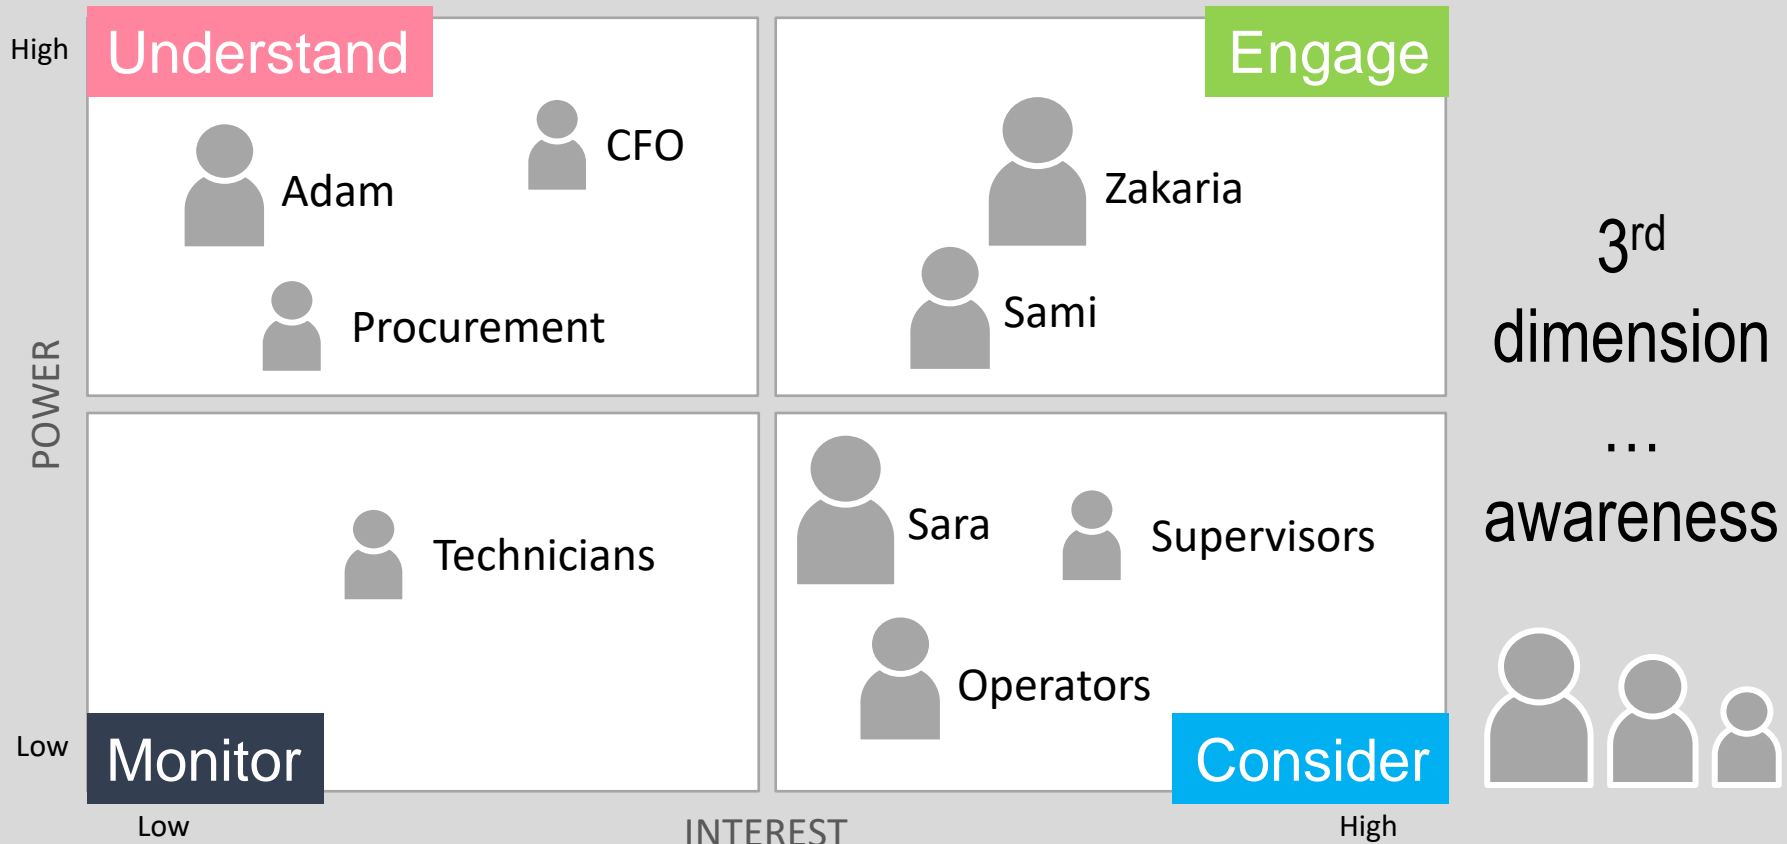 High
Understand
Engage
CFO
Adam
Zakaria
Sami
Procurement
POWER
3rd
dimension
…
awareness
Sara
Supervisors
Technicians
Operators
Low
Monitor
Consider
Low
INTEREST
High